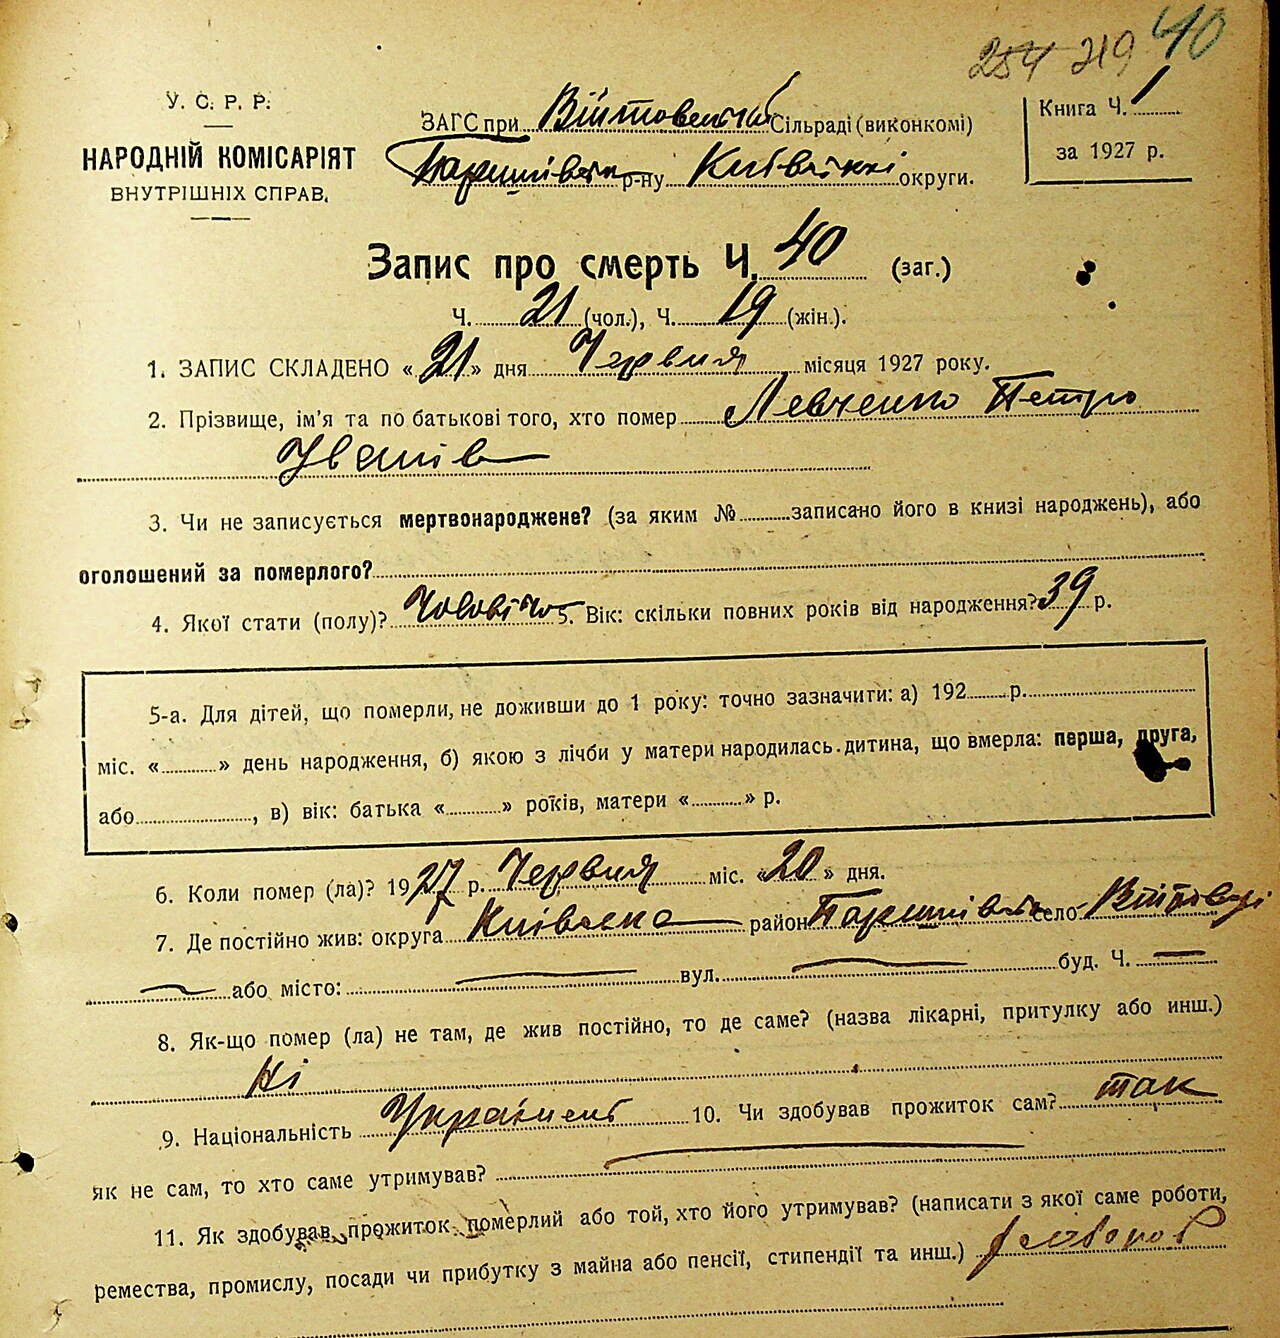 254 219 40
У. С. Р. Р.
НАРОДНІЙ КОМІСАРІЯТ
ВНУТРІШНІХ СПРАВ.
ЗАГС при Війтовецькій Сільраді (виконкомі)
Баришівськ р-ну Київської округи.
Книга Ч. 1
за 1927 р.
Запис про смерть Ч. 40 (заг.)
Ч. 21 (чол.), Ч. 19 (жін.).
1. ЗАПИС СКЛАДЕНО « 21 » дня Червня місяця 1927 року.
2. Прізвище, ім'я та по батькові того, хто помер Левченко Петро
Іванів
3. Чи не записується мертвонароджене? (за яким № записано його в книзі народжень), або
оголошений за померлого?
4. Якої стати (полу)? Чоловіч 5. Вік: скільки повних років від народження? 39 р.
5-а. Для дітей, що померли, не доживши до 1 року: точно зазначити: а) 192 р.
міс. « » день народження, б) якою з лічби у матери народилась дитина, що вмерла: перша, друга,
або , в) вік: батька « » років, матери « » р.
6. Коли помер (ла)? 1927 р. Червня міс. « 20 » дня.
7. Де постійно жив: округа Київська район Баришівськ село Війтовці
або місто: вул. буд. Ч.
8. Як-що помер (ла) не там, де жив постійно, то де саме? (назва лікарні, притулку або инш.)
Ні
9. Національність Українець 10. Чи здобував прожиток сам? так
як не сам, то хто саме утримував?
11. Як здобував прожиток померлий або той, хто його утримував? (написати з якої саме роботи,
ремества, промислу, посади чи прибутку з майна або пенсії, стипендії та инш.)